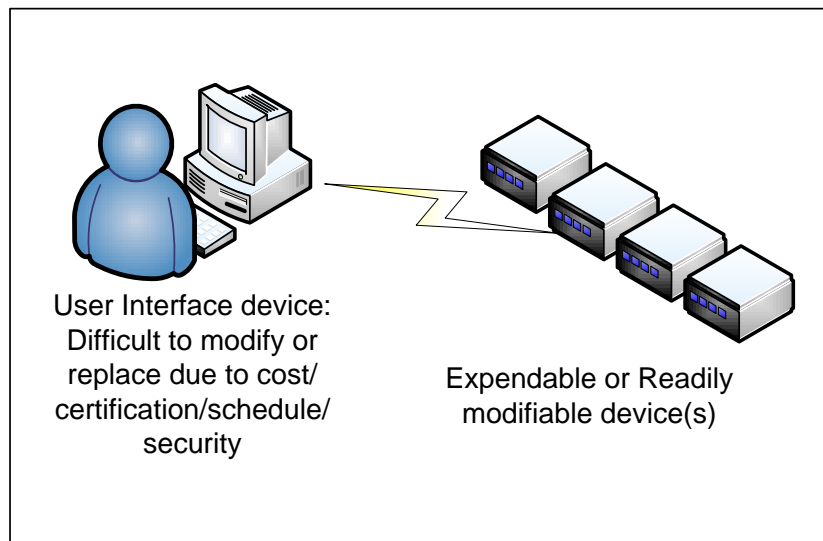 User Interface device:
Difficult to modify or
replace due to cost/
certification/schedule/
security
Expendable or Readily
modifiable device(s)